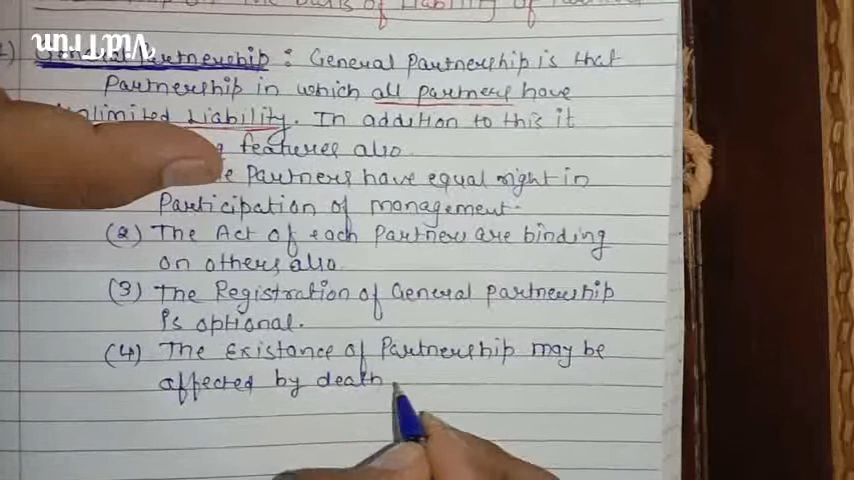 General Partnership : General Partnership is that
Partnership in which all partners have
Unlimited Liability. In addition to this it
features also.
Partners have equal right in
Participation of management.
(2) The Act of each Partners are binding
on others also.
(3) The Registration of General partnership
is optional.
(4) The Existance of Partnership may be
affected by death
VidTrun